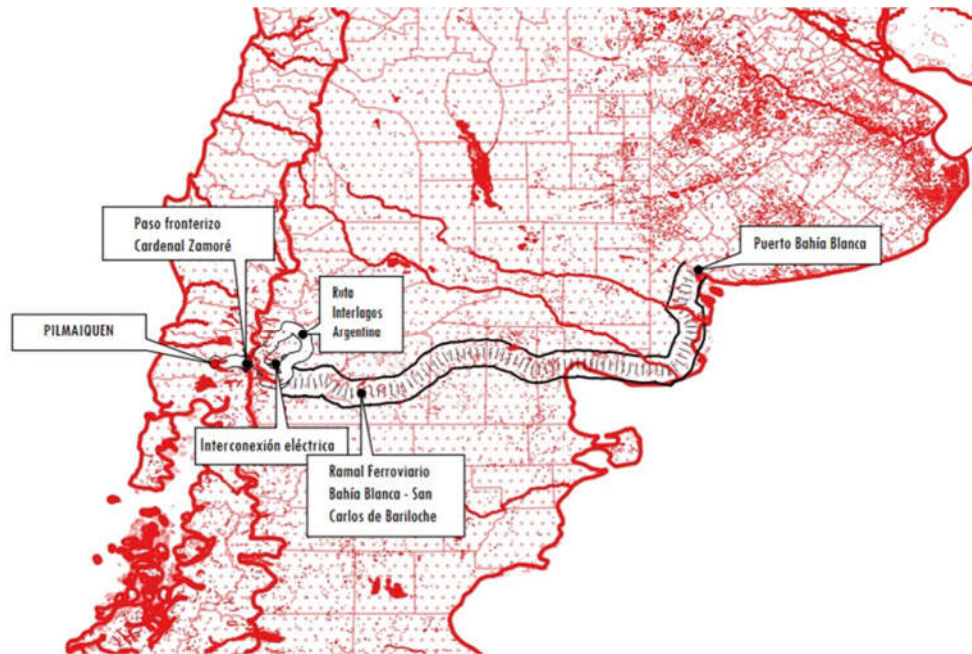 Paso fronterizo
Cardenal Zamoré
Puerto Bahía Blanca
Ruta
Interlagos
Argentina
PILMAIQUEN
Interconexión eléctrica
Ramal Ferroviario
Bahía Blanca - San
Carlos de Bariloche